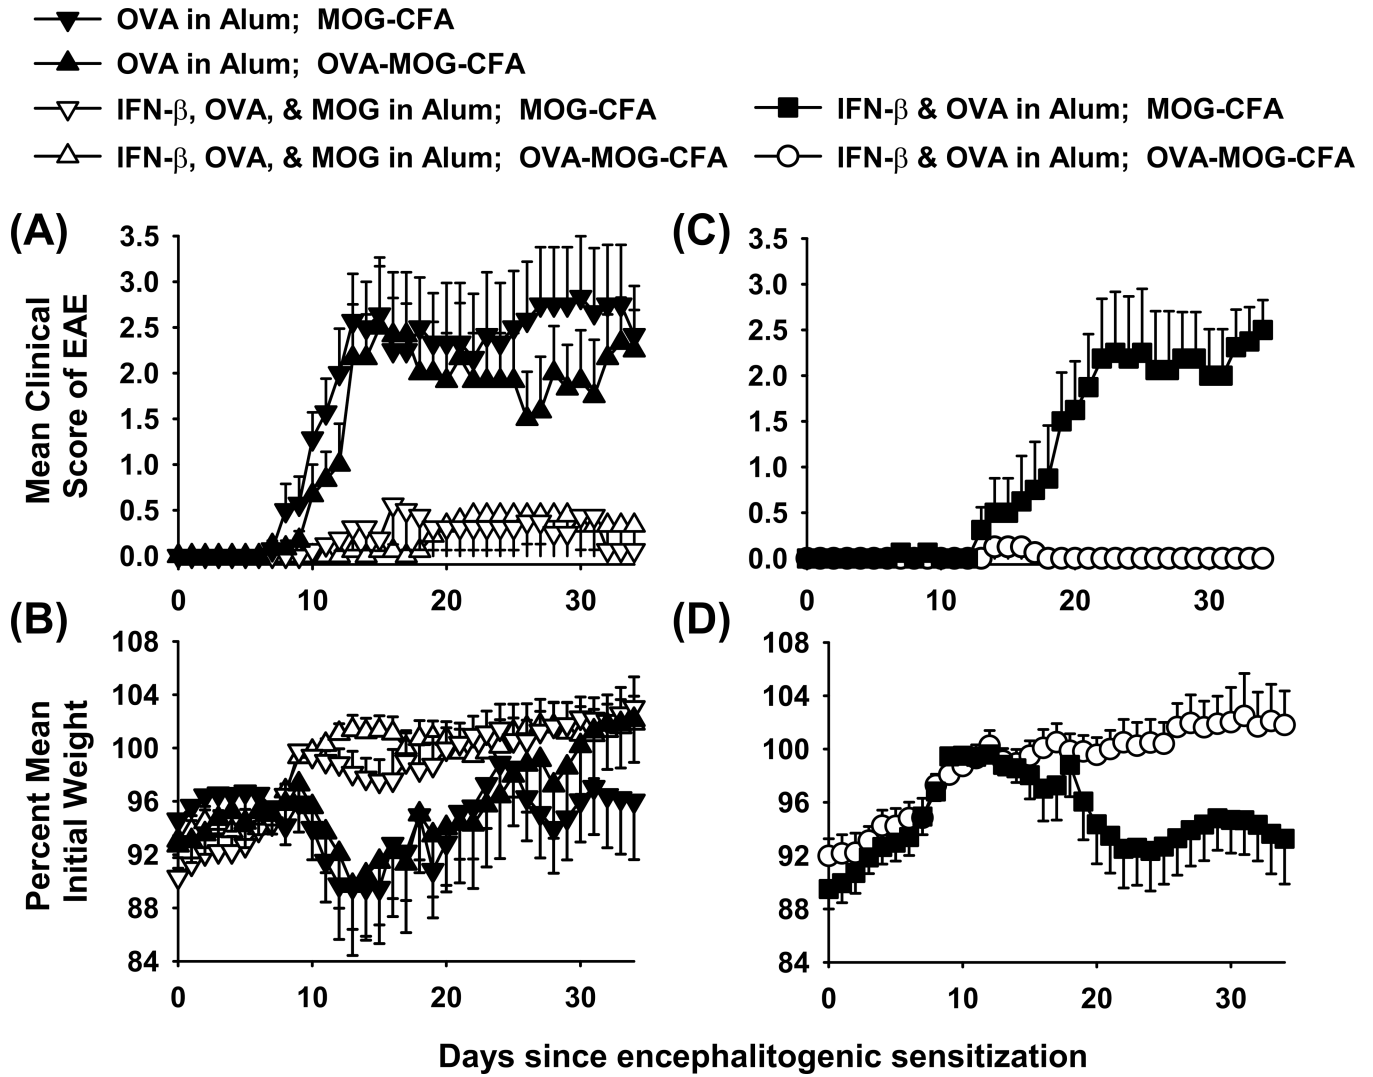 OVA in Alum;  MOG-CFA
OVA in Alum;  OVA-MOG-CFA
IFN-β, OVA, & MOG in Alum;  MOG-CFA
IFN-β, OVA, & MOG in Alum;  OVA-MOG-CFA
IFN-β & OVA in Alum;  MOG-CFA
IFN-β & OVA in Alum;  OVA-MOG-CFA
(A)
Mean Clinical
Score of EAE
3.5
3.0
2.5
2.0
1.5
1.0
0.5
0.0
0 10 20 30
(C)
3.5
3.0
2.5
2.0
1.5
1.0
0.5
0.0
0 10 20 30
(B)
Percent Mean
Initial Weight
108
104
100
96
92
88
84
0 10 20 30
(D)
108
104
100
96
92
88
84
0 10 20 30
Days since encephalitogenic sensitization